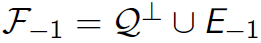 𝓕₋₁ = 𝓠^⊥ ∪ E₋₁